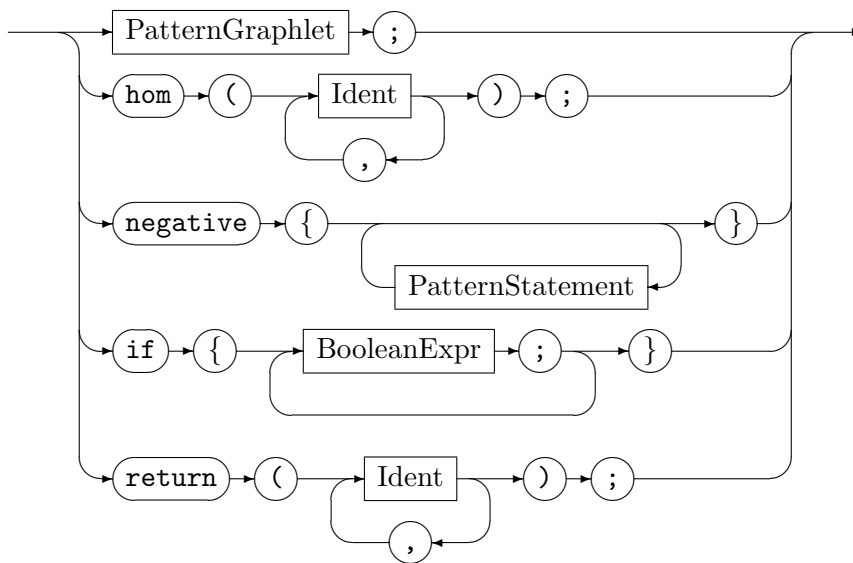 PatternGraphlet ;
hom ( Ident ) ;
,
negative { }
PatternStatement
if { BooleanExpr ; }
return ( Ident ) ;
,